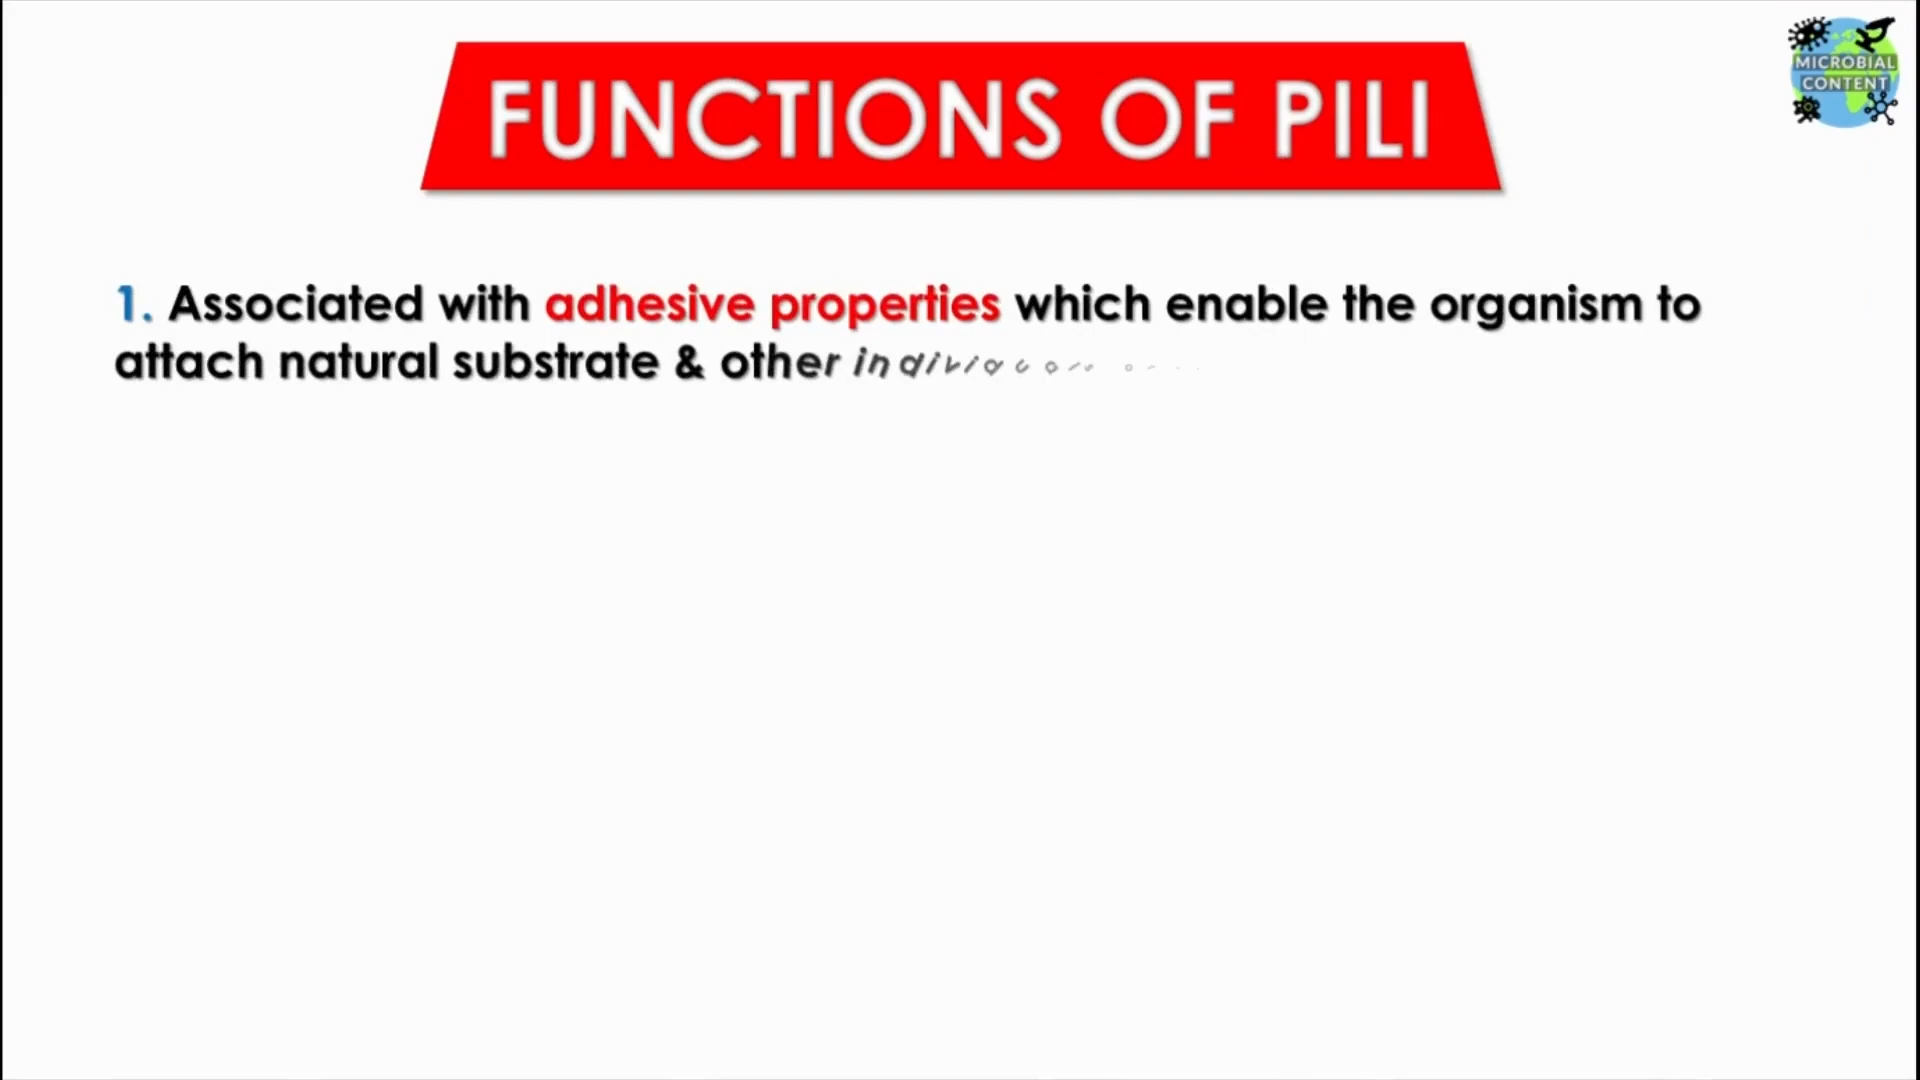 FUNCTIONS OF PILI
MICROBIAL
CONTENT
1. Associated with adhesive properties which enable the organism to
attach natural substrate & other